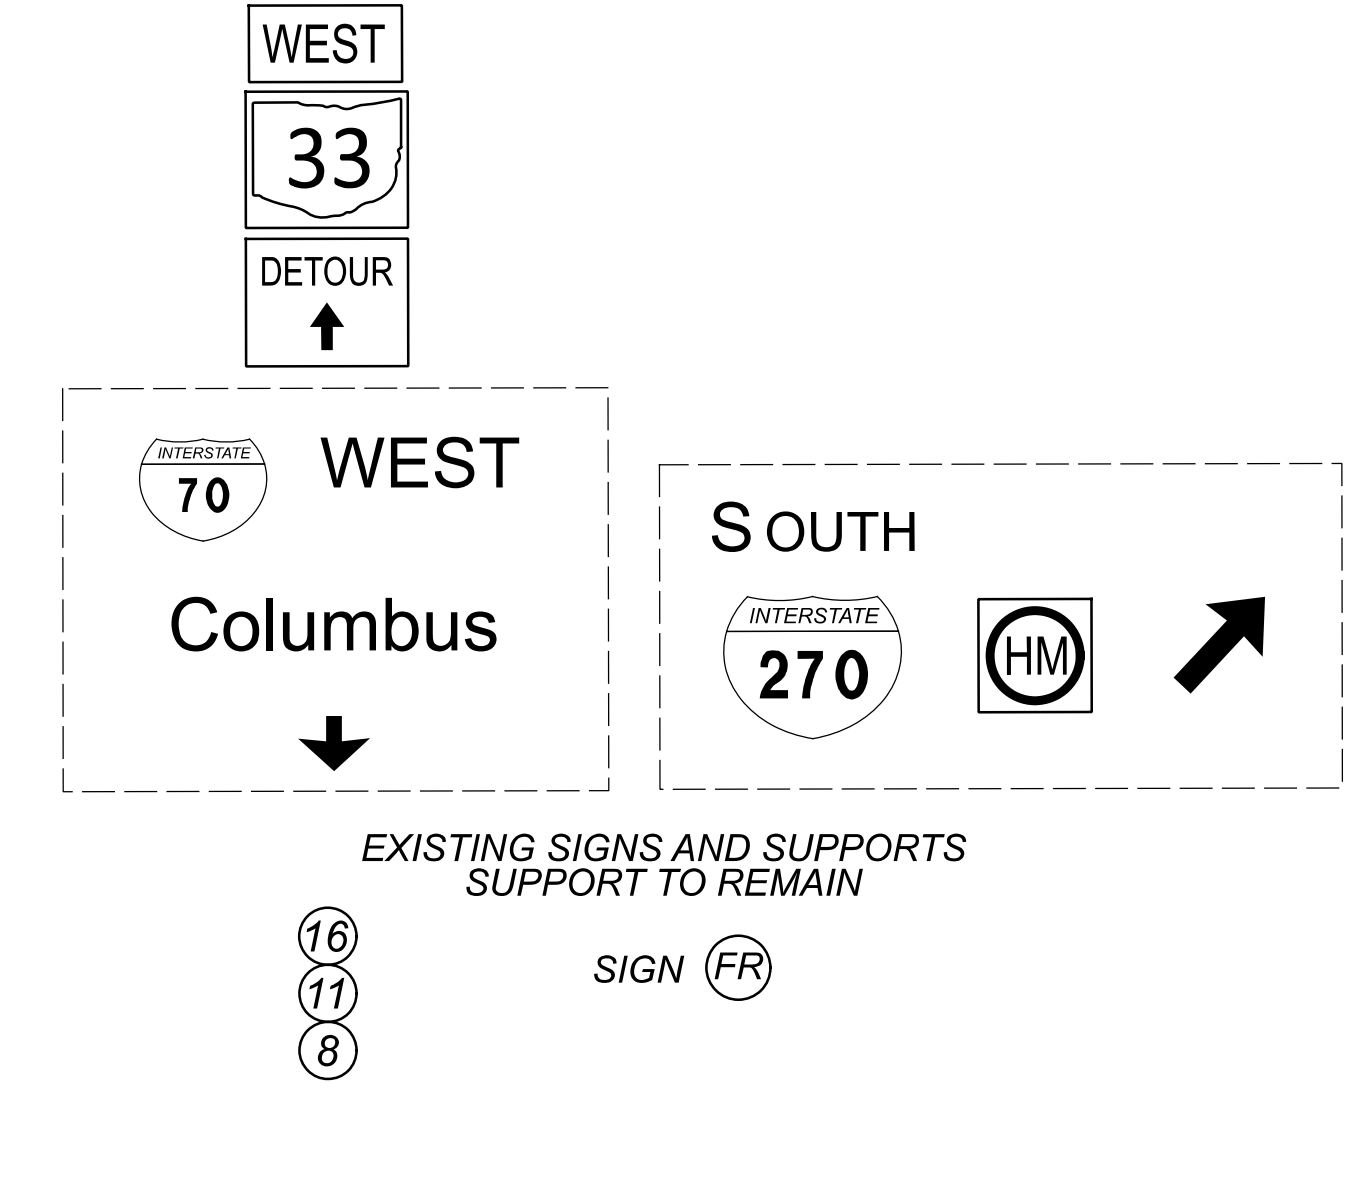 WEST
33
DETOUR
INTERSTATE
70
WEST
Columbus
SOUTH
INTERSTATE
270
HM
EXISTING SIGNS AND SUPPORTS
SUPPORT TO REMAIN
16
11
8
SIGN FR